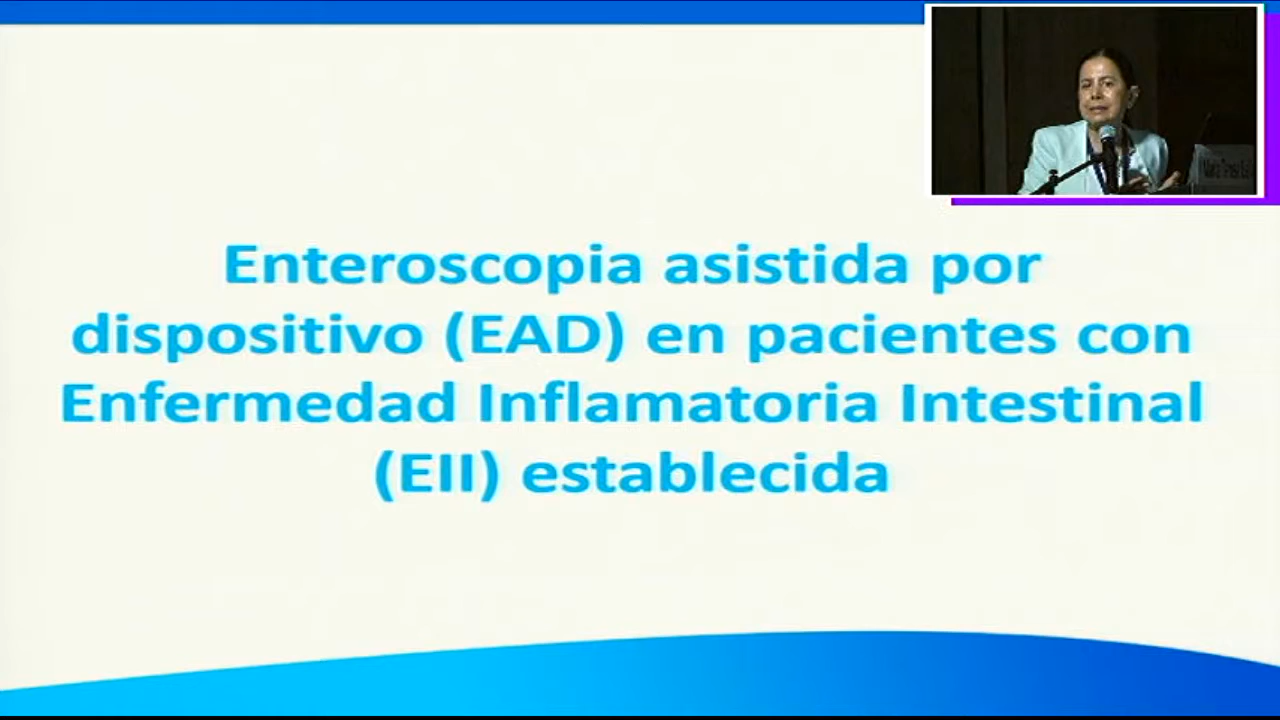 Enteroscopia asistida por
dispositivo (EAD) en pacientes con
Enfermedad Inflamatoria Intestinal
(EII) establecida